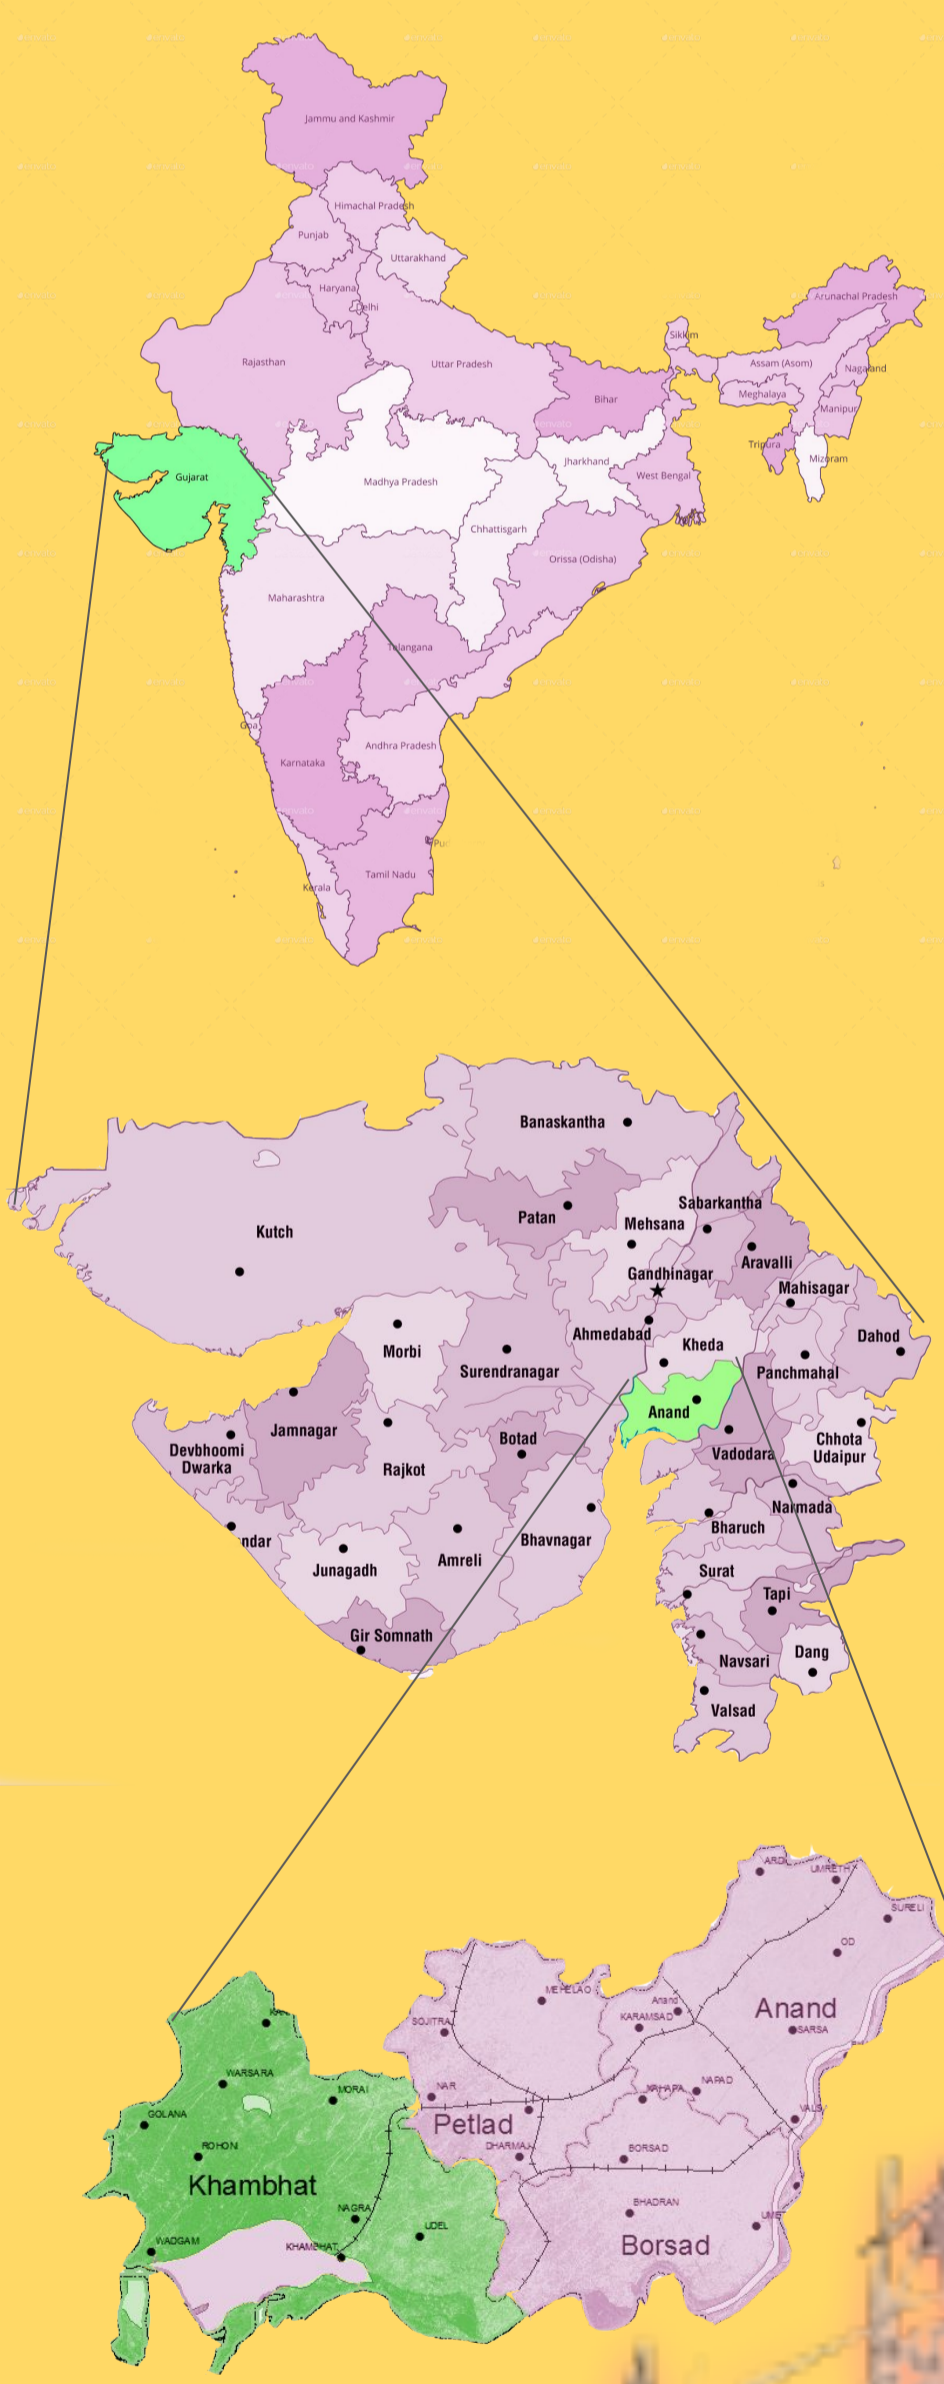 Jammu and Kashmir
Himachal Pradesh
Punjab
Uttarakhand
Haryana
Delhi
Arunachal Pradesh
Sikkim
Rajasthan
Uttar Pradesh
Assam (Asom)
Nagaland
Meghalaya
Bihar
Manipur
Tripura
Mizoram
Jharkhand
West Bengal
Gujarat
Madhya Pradesh
Chhattisgarh
Orissa (Odisha)
Maharashtra
Telangana
Goa
Andhra Pradesh
Karnataka
Pu
Tamil Nadu
Kerala
Banaskantha
Sabarkantha
Patan
Mehsana
Kutch
Aravalli
Gandhinagar
Mahisagar
Ahmedabad
Dahod
Kheda
Morbi
Surendranagar
Panchmahal
Anand
Jamnagar
Botad
Chhota
Udaipur
Devbhoomi
Dwarka
Vadodara
Rajkot
Narmada
Bharuch
ndar
Bhavnagar
Amreli
Junagadh
Surat
Tapi
Gir Somnath
Dang
Navsari
Valsad
ARDI
UMRETH
SURELI
OD
MEHELAO
Anand
Anand
KARAMSAD
SOJITRA
SARSA
WARSARA
NAPAD
MORAI
NAR
GOLANA
VALS
Petlad
ROHONI
DHARMAJ
BORSAD
Khambhat
NAGRA
BHADRAN
UME
UDEL
WADGAM
KHAMBHAT
Borsad